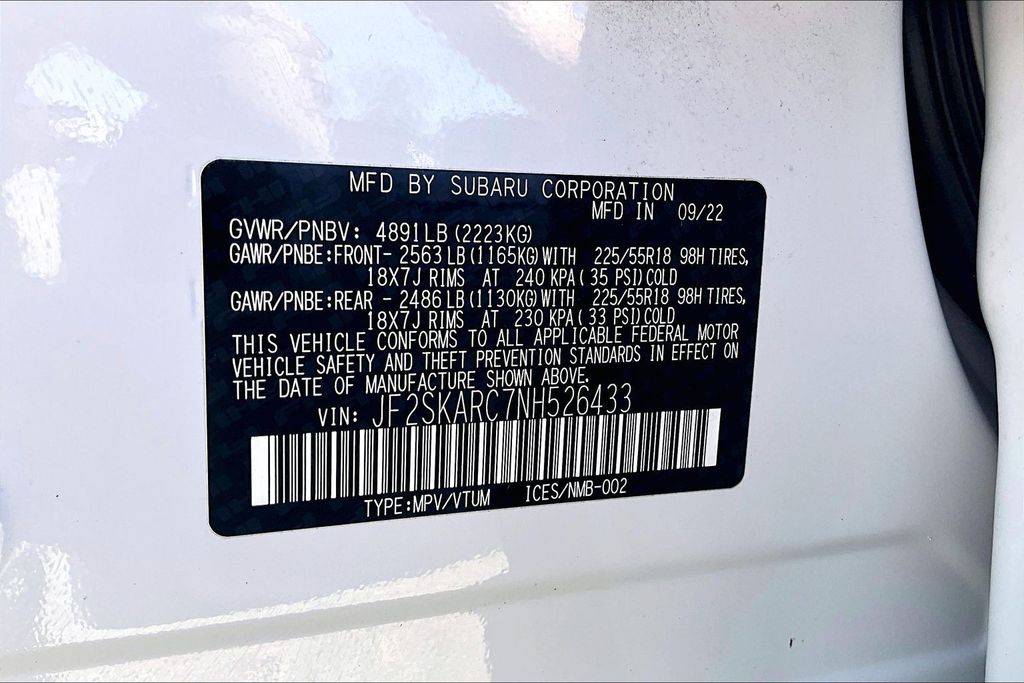 MFD BY SUBARU CORPORATION
MFD IN 09/22
GVWR/PNBV: 4891LB(2223KG)
GAWR/PNBE:FRONT- 2563LB(1165KG)WITH 225/55R18 98H TIRES,
18X7J RIMS AT 240 KPA(35 PSI)COLD
GAWR/PNBE:REAR - 2486LB(1130KG)WITH 225/55R18 98H TIRES,
18X7J RIMS AT 230 KPA(33 PSI)COLD
THIS VEHICLE CONFORMS TO ALL APPLICABLE FEDERAL MOTOR
VEHICLE SAFETY AND THEFT PREVENTION STANDARDS IN EFFECT ON
THE DATE OF MANUFACTURE SHOWN ABOVE.
VIN: JF2SKARC7NH526433
TYPE:MPV/VTUM ICES/NMB-002